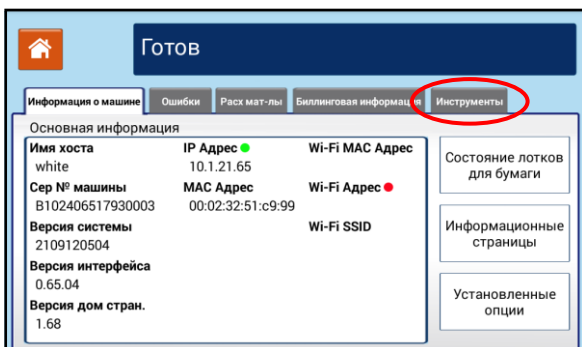 Готов
Информация о машине Ошибки Расх мат-лы Биллинговая информация Инструменты
Основная информация
Имя хоста IP Адрес Wi-Fi MAC Адрес
white 10.1.21.65
Сер № машины MAC Адрес Wi-Fi Адрес
B102406517930003 00:02:32:51:c9:99
Версия системы Wi-Fi SSID
2109120504
Версия интерфейса
0.65.04
Версия дом стран.
1.68
Состояние лотков
для бумаги
Информационные
страницы
Установленные
опции